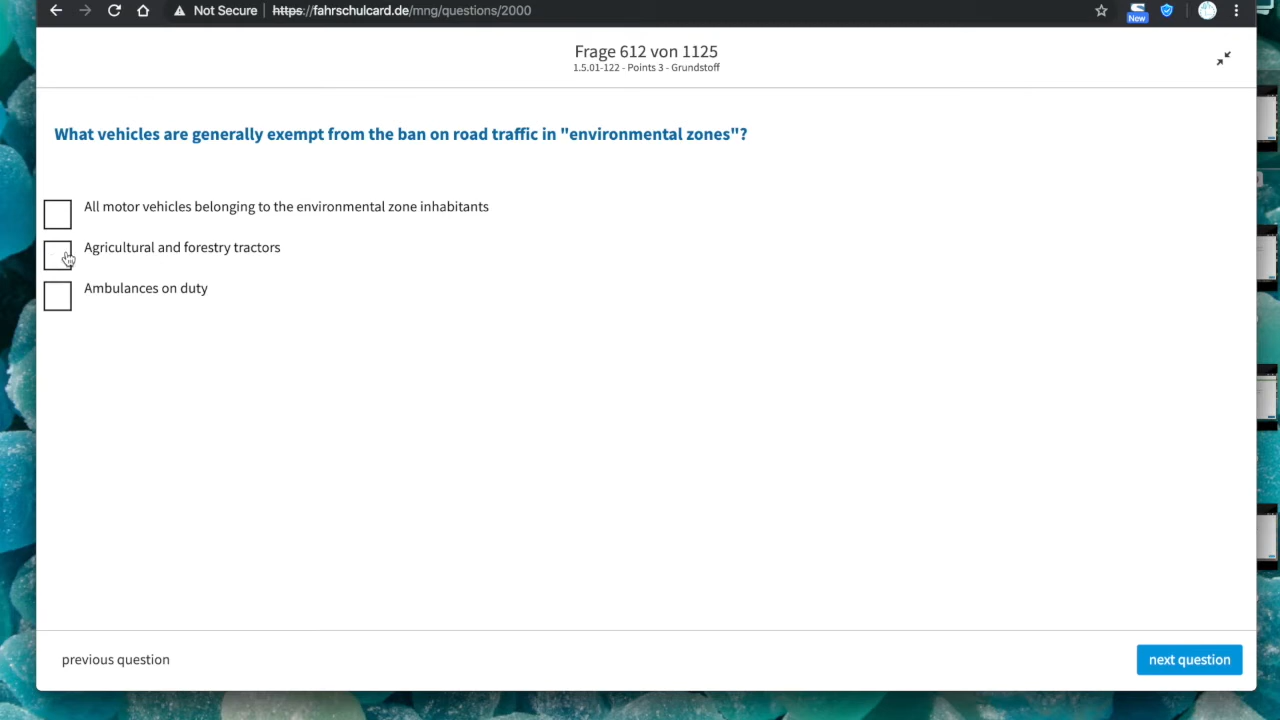 Not Secure https://fahrschulcard.de/mng/questions/2000
New
Frage 612 von 1125
1.5.01-122 - Points 3 - Grundstoff
What vehicles are generally exempt from the ban on road traffic in "environmental zones"?
All motor vehicles belonging to the environmental zone inhabitants
Agricultural and forestry tractors
Ambulances on duty
previous question
next question